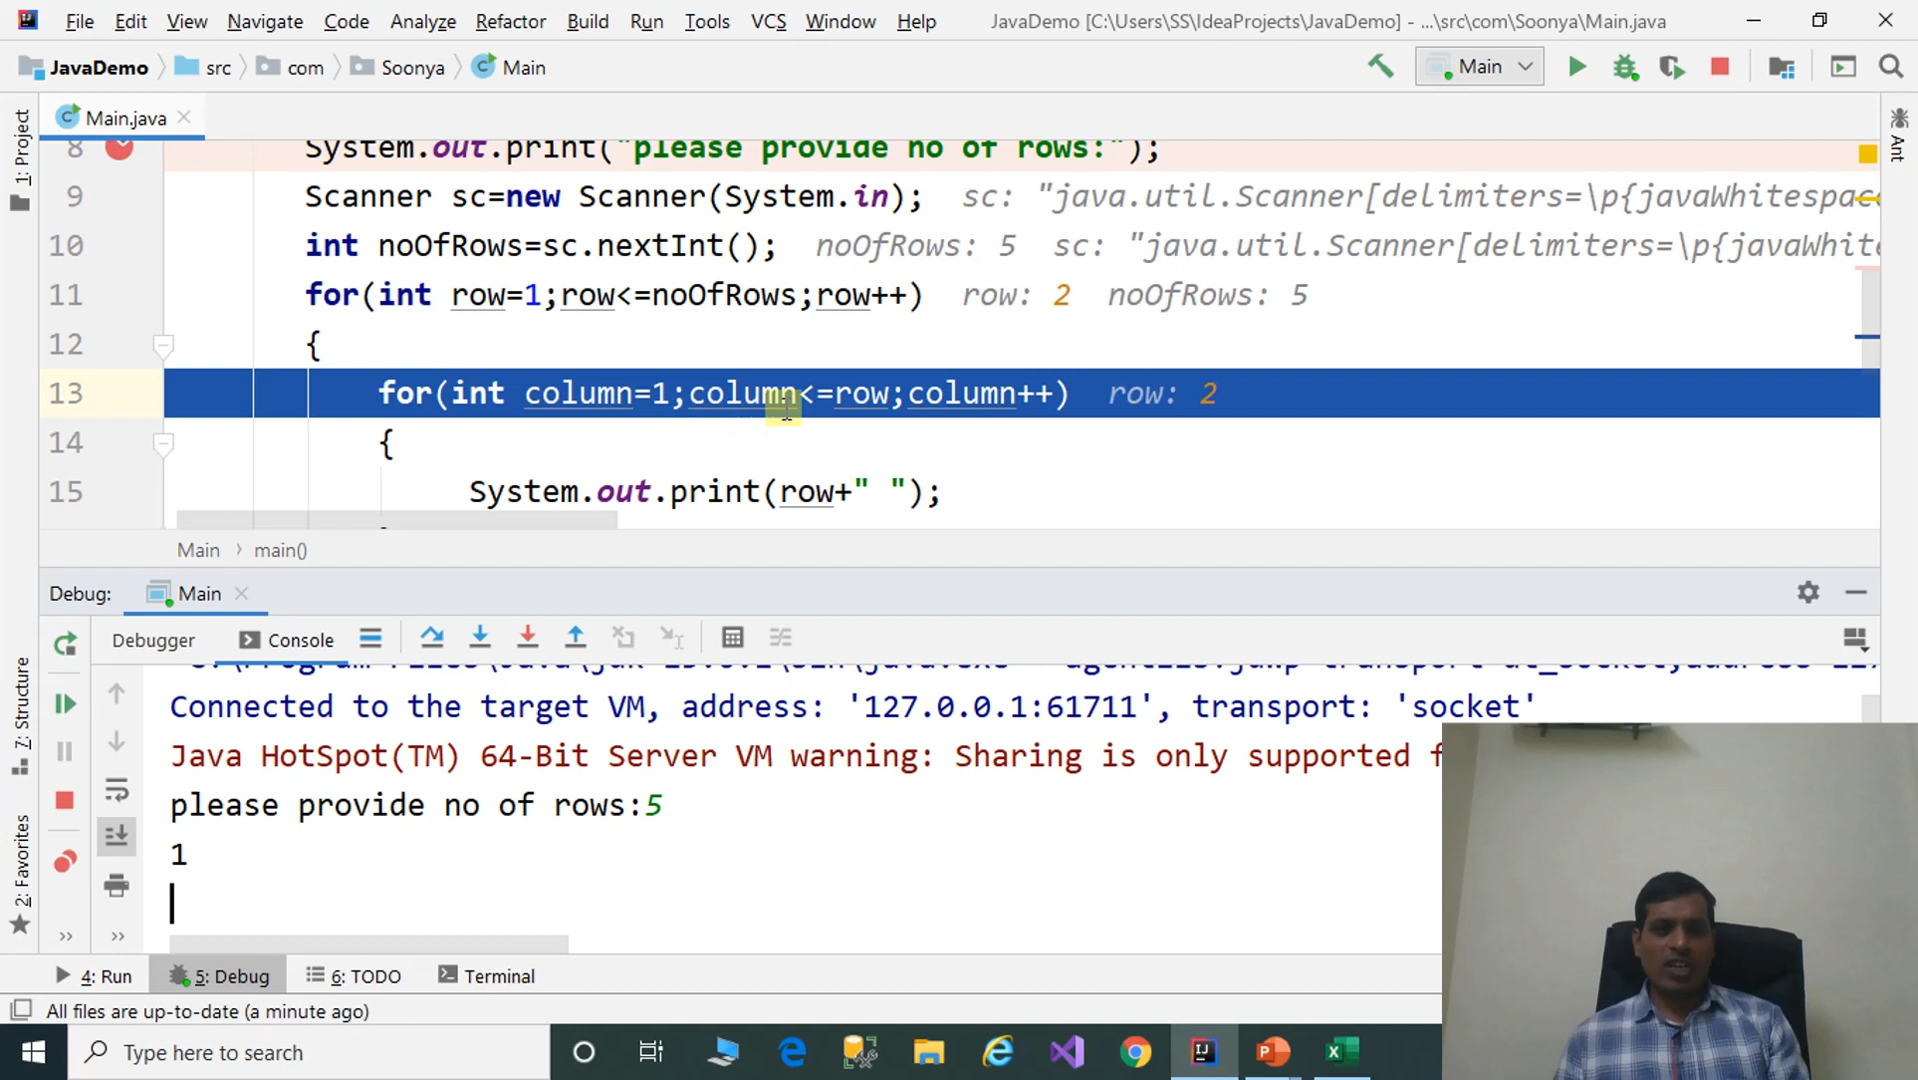 File Edit View Navigate Code Analyze Refactor Build Run Tools VCS Window Help JavaDemo [C:\Users\SS\IdeaProjects\JavaDemo] - ...\src\com\Soonya\Main.java
JavaDemo src com Soonya Main Main
Main.java
1: Project
Ant
8 System.out.print("please provide no of rows:");
9 Scanner sc=new Scanner(System.in); sc: "java.util.Scanner[delimiters=\p{javaWhitespace
10 int noOfRows=sc.nextInt(); noOfRows: 5 sc: "java.util.Scanner[delimiters=\p{javaWhite
11 for(int row=1;row<=noOfRows;row++) row: 2 noOfRows: 5
12 {
13 for(int column=1;column<=row;column++) row: 2
14 {
15 System.out.print(row+" ");
Main main()
Debug: Main
Debugger Console
Connected to the target VM, address: '127.0.0.1:61711', transport: 'socket'
Java HotSpot(TM) 64-Bit Server VM warning: Sharing is only supported f
please provide no of rows:5
1
7: Structure
2: Favorites
4: Run 5: Debug 6: TODO Terminal
All files are up-to-date (a minute ago)
Type here to search